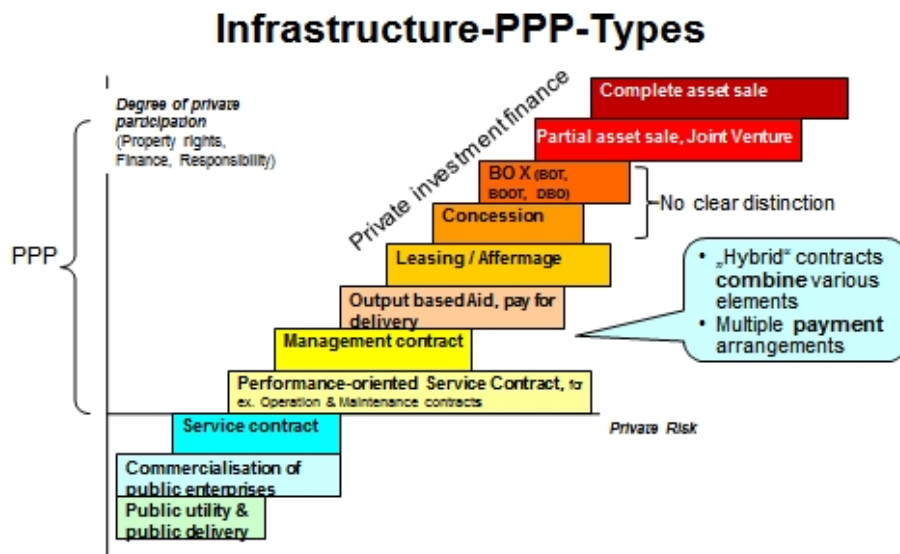 Infrastructure-PPP-Types
Degree of private
participation
(Property rights,
Finance, Responsibility)
PPP
Private investment finance
Complete asset sale
Partial asset sale, Joint Venture
BO X (BOT,
BOOT, DBO)
Concession
No clear distinction
Leasing / Affermage
Output based Aid, pay for
delivery
Management contract
Performance-oriented Service Contract, for
ex. Operation & Maintenance contracts
• „Hybrid“ contracts
combine various
elements
• Multiple payment
arrangements
Private Risk
Service contract
Commercialisation of
public enterprises
Public utility &
public delivery